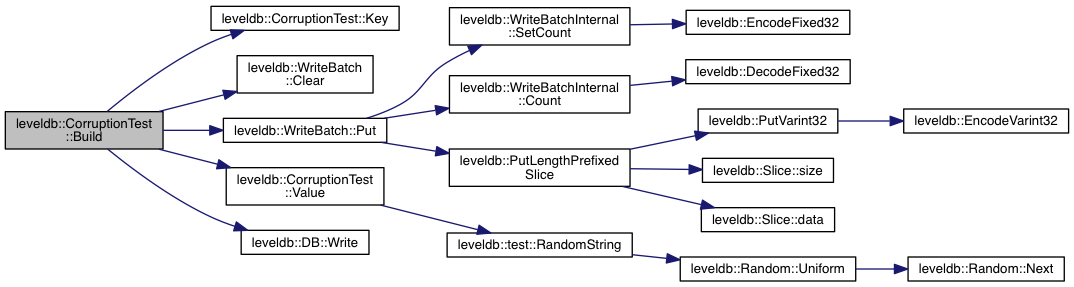 leveldb::CorruptionTest
::Build
leveldb::CorruptionTest::Key
leveldb::WriteBatch
::Clear
leveldb::WriteBatch::Put
leveldb::CorruptionTest
::Value
leveldb::DB::Write
leveldb::WriteBatchInternal
::SetCount
leveldb::WriteBatchInternal
::Count
leveldb::PutLengthPrefixed
Slice
leveldb::test::RandomString
leveldb::EncodeFixed32
leveldb::DecodeFixed32
leveldb::PutVarint32
leveldb::Slice::size
leveldb::Slice::data
leveldb::Random::Uniform
leveldb::EncodeVarint32
leveldb::Random::Next